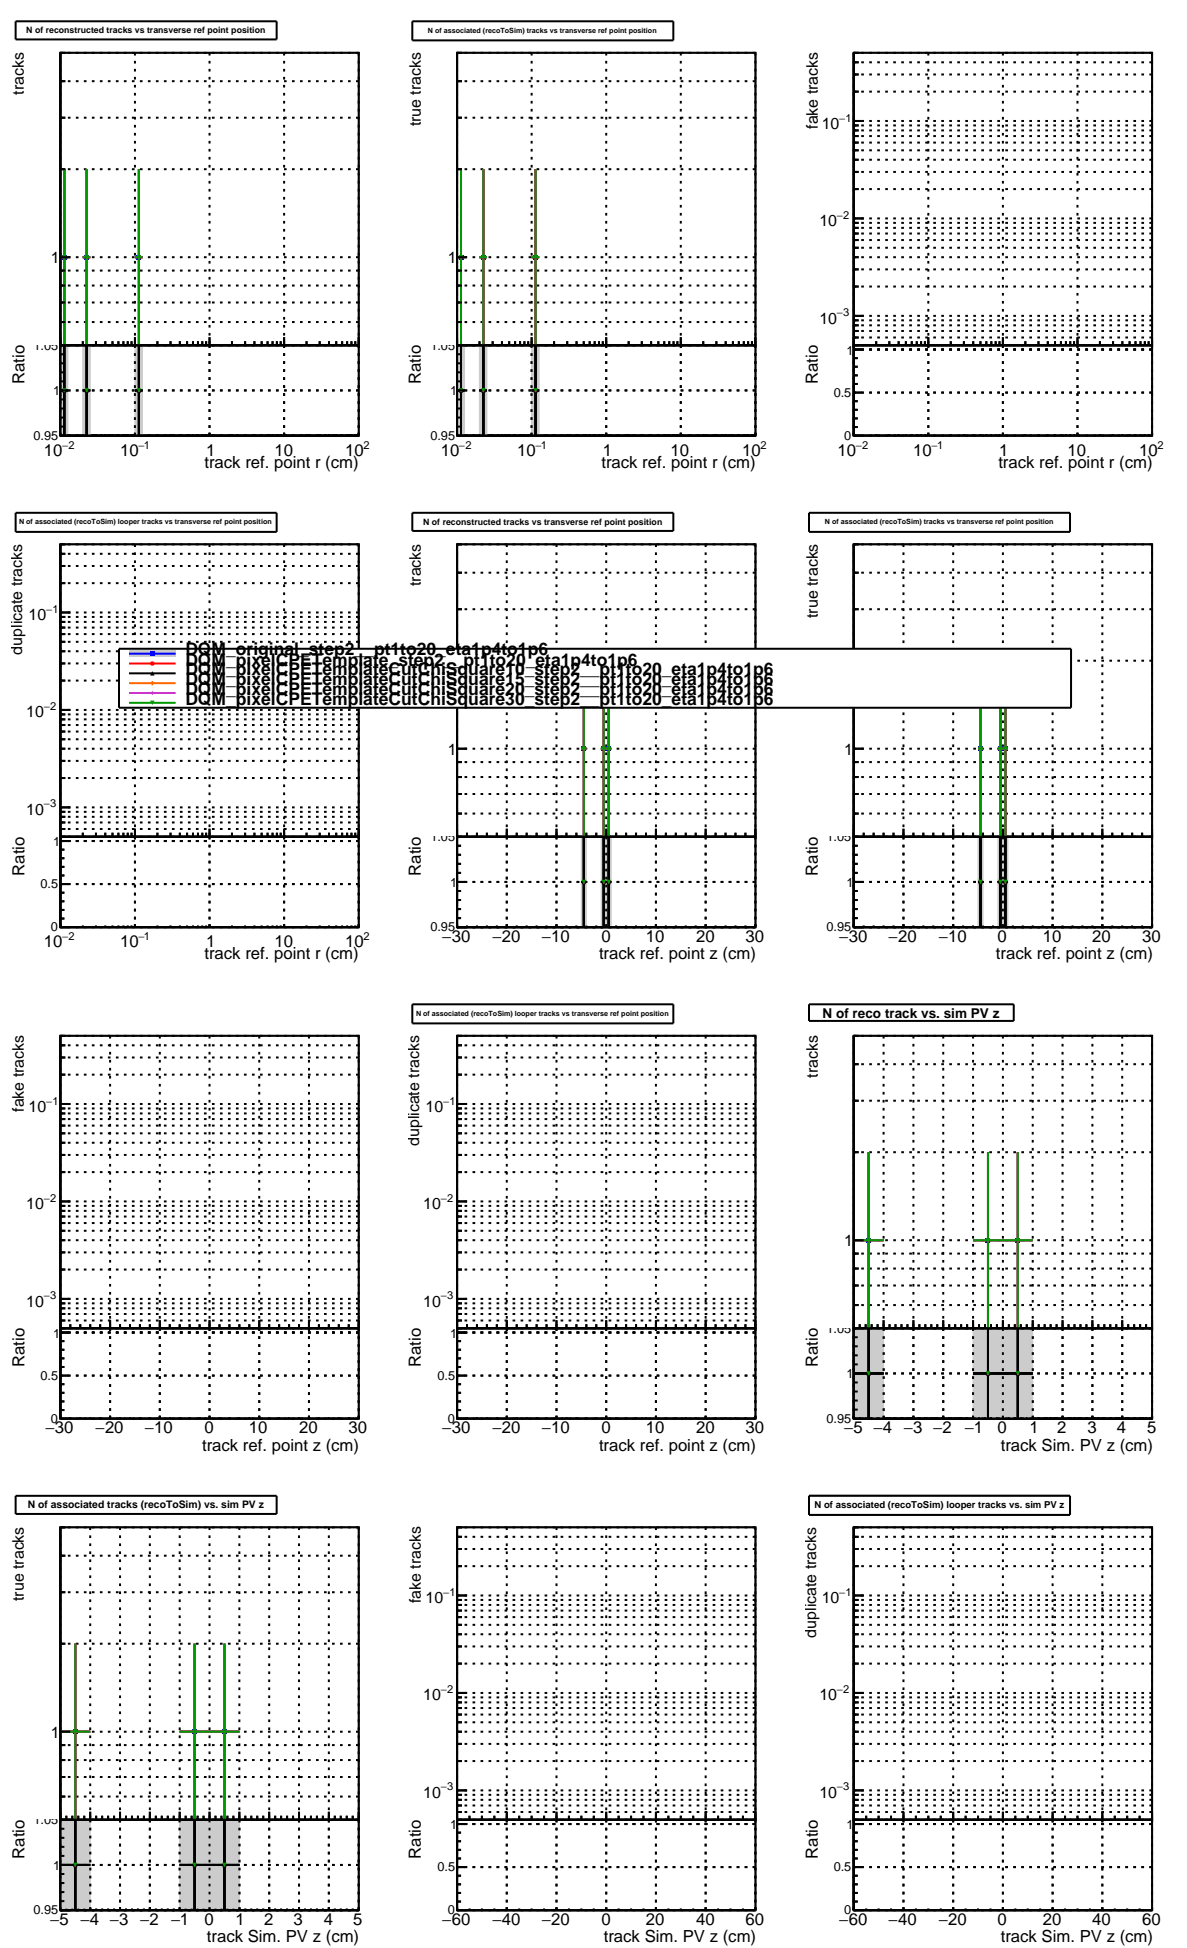 N of reconstructed tracks vs transverse ref point position
tracks
1
Ratio
1.05
1
0.95
10−2 10−1 1 10 102
track ref. point r (cm)
N of associated (recoToSim) tracks vs transverse ref point position
true tracks
1
Ratio
1.05
1
0.95
10−2 10−1 1 10 102
track ref. point r (cm)
fake tracks
10−1
10−2
10−3
Ratio
1
0.5
0
10−2 10−1 1 10 102
track ref. point r (cm)
N of associated (recoToSim) looper tracks vs transverse ref point position
duplicate tracks
10−1
10−2
10−3
Ratio
1
0.5
0
10−2 10−1 1 10 102
track ref. point r (cm)
N of reconstructed tracks vs transverse ref point position
tracks
1
Ratio
1.05
1
0.95
−30 −20 −10 0 10 20 30
track ref. point z (cm)
N of associated (recoToSim) tracks vs transverse ref point position
true tracks
1
Ratio
1.05
1
0.95
−30 −20 −10 0 10 20 30
track ref. point z (cm)
DQM_original_step2__pt1to20_eta1p4to1p6
DQM_pixelCPETemplate_step2__pt1to20_eta1p4to1p6
DQM_pixelCPETemplateCutChiSquare10_step2__pt1to20_eta1p4to1p6
DQM_pixelCPETemplateCutChiSquare15_step2__pt1to20_eta1p4to1p6
DQM_pixelCPETemplateCutChiSquare20_step2__pt1to20_eta1p4to1p6
DQM_pixelCPETemplateCutChiSquare30_step2__pt1to20_eta1p4to1p6
fake tracks
10−1
10−2
10−3
Ratio
1
0.5
0
−30 −20 −10 0 10 20 30
track ref. point z (cm)
N of associated (recoToSim) looper tracks vs transverse ref point position
duplicate tracks
10−1
10−2
10−3
Ratio
1
0.5
0
−30 −20 −10 0 10 20 30
track ref. point z (cm)
N of reco track vs. sim PV z
tracks
1
Ratio
1.05
1
0.95
−5 −4 −3 −2 −1 0 1 2 3 4 5
track Sim. PV z (cm)
N of associated tracks (recoToSim) vs. sim PV z
true tracks
1
Ratio
1.05
1
0.95
−5 −4 −3 −2 −1 0 1 2 3 4 5
track Sim. PV z (cm)
fake tracks
10−1
10−2
10−3
Ratio
1
0.5
0
−60 −40 −20 0 20 40 60
track Sim. PV z (cm)
N of associated (recoToSim) looper tracks vs. sim PV z
duplicate tracks
10−1
10−2
10−3
Ratio
1
0.5
0
−60 −40 −20 0 20 40 60
track Sim. PV z (cm)